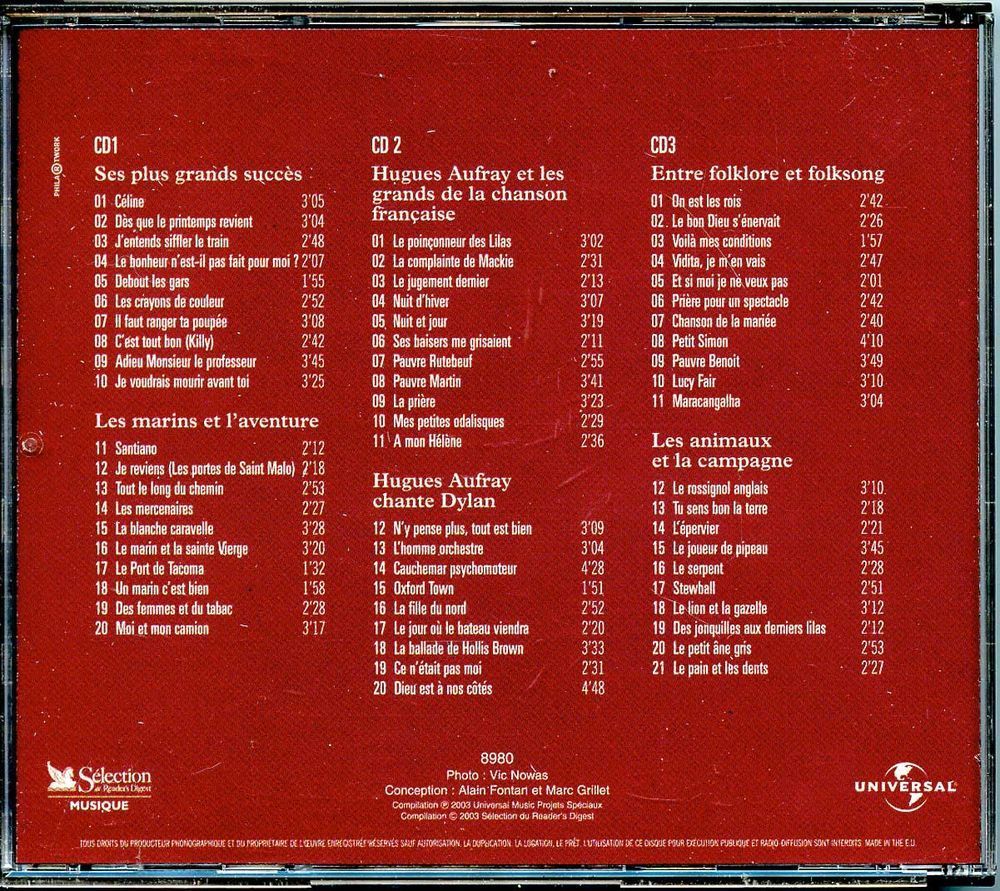 PHILA®TWORK
CD1
Ses plus grands succès
01 Céline 3'05
02 Dès que le printemps revient 3'04
03 J'entends siffler le train 2'48
04 Le bonheur n'est-il pas fait pour moi ? 2'07
05 Debout les gars 1'55
06 Les crayons de couleur 2'52
07 Il faut ranger ta poupée 3'08
08 C'est tout bon (Killy) 2'42
09 Adieu Monsieur le professeur 3'45
10 Je voudrais mourir avant toi 3'25
Les marins et l'aventure
11 Santiano 2'12
12 Je reviens (Les portes de Saint Malo) 2'18
13 Tout le long du chemin 2'53
14 Les mercenaires 2'27
15 La blanche caravelle 3'28
16 Le marin et la sainte Vierge 3'20
17 Le Port de Tacoma 1'32
18 Un marin c'est bien 1'58
19 Des femmes et du tabac 2'28
20 Moi et mon camion 3'17
CD 2
Hugues Aufray et les
grands de la chanson
française
01 Le poinçonneur des Lilas 3'02
02 La complainte de Mackie 2'31
03 Le jugement dernier 2'13
04 Nuit d'hiver 3'07
05 Nuit et jour 3'19
06 Ses baisers me grisaient 2'11
07 Pauvre Rutebeuf 2'55
08 Pauvre Martin 3'41
09 La prière 3'23
10 Mes petites odalisques 2'29
11 A mon Hélène 2'36
Hugues Aufray
chante Dylan
12 N'y pense plus, tout est bien 3'09
13 L'homme orchestre 3'04
14 Cauchemar psychomoteur 4'28
15 Oxford Town 1'51
16 La fille du nord 2'52
17 Le jour où le bateau viendra 2'20
18 La ballade de Hollis Brown 3'33
19 Ce n'était pas moi 2'31
20 Dieu est à nos côtés 4'48
CD3
Entre folklore et folksong
01 On est les rois 2'42
02 Le bon Dieu s'énervait 2'26
03 Voilà mes conditions 1'57
04 Vidita, je m'en vais 2'47
05 Et si moi je ne veux pas 2'01
06 Prière pour un spectacle 2'42
07 Chanson de la mariée 2'40
08 Petit Simon 4'10
09 Pauvre Benoit 3'49
10 Lucy Fair 3'10
11 Maracangalha 3'04
Les animaux
et la campagne
12 Le rossignol anglais 3'10
13 Tu sens bon la terre 2'18
14 L'épervier 2'21
15 Le joueur de pipeau 3'45
16 Le serpent 2'28
17 Stewball 2'51
18 Le lion et la gazelle 3'12
19 Des jonquilles aux derniers lilas 2'12
20 Le petit âne gris 2'53
21 Le pain et les dents 2'27
Sélection
du Reader's Digest
MUSIQUE
8980
Photo : Vic Nowas
Conception : Alain Fontan et Marc Grillet
Compilation ℗ 2003 Universal Music Projets Spéciaux
Compilation © 2003 Sélection du Reader's Digest
UNIVERSAL
TOUS DROITS DU PRODUCTEUR PHONOGRAPHIQUE ET DU PROPRIÉTAIRE DE L'ŒUVRE ENREGISTRÉE RÉSERVÉS SAUF AUTORISATION. LA DUPLICATION, LA LOCATION, LE PRÊT, L'UTILISATION DE CE DISQUE POUR EXÉCUTION PUBLIQUE ET RADIO-DIFFUSION SONT INTERDITS. MADE IN THE E.U.